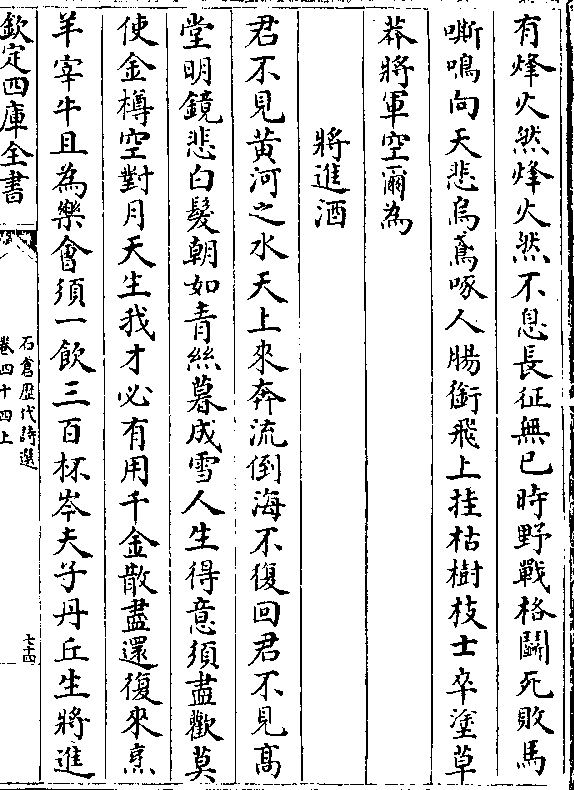 有烽火然烽火然不息長征無已時野戰格鬭死敗馬
嘶鳴向天悲烏鳶啄人腸銜飛上挂枯樹枝士卒塗草
莽將軍空爾為
將進酒
君不見黄河之水天上來奔流倒海不復回君不見髙
堂明鏡悲白髮朝如青絲暮成雪人生得意須盡歡莫
使金樽空對月天生我才必有用千金散盡還復來烹
羊宰牛且為樂會須一飲三百杯岑夫子丹丘生將進
欽定四庫全書
石倉歴代詩選
卷四十四上
七十四